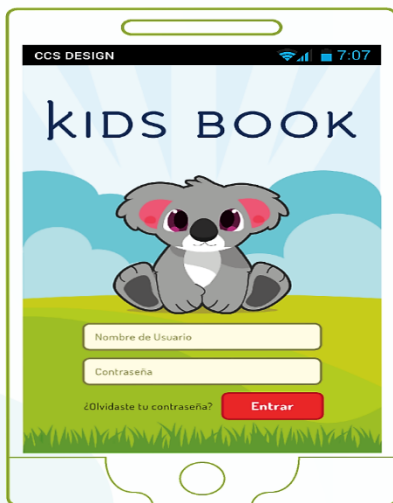 CCS DESIGN 7:07
KIDS BOOK
Nombre de Usuario
Contraseña
¿Olvidaste tu contraseña? Entrar